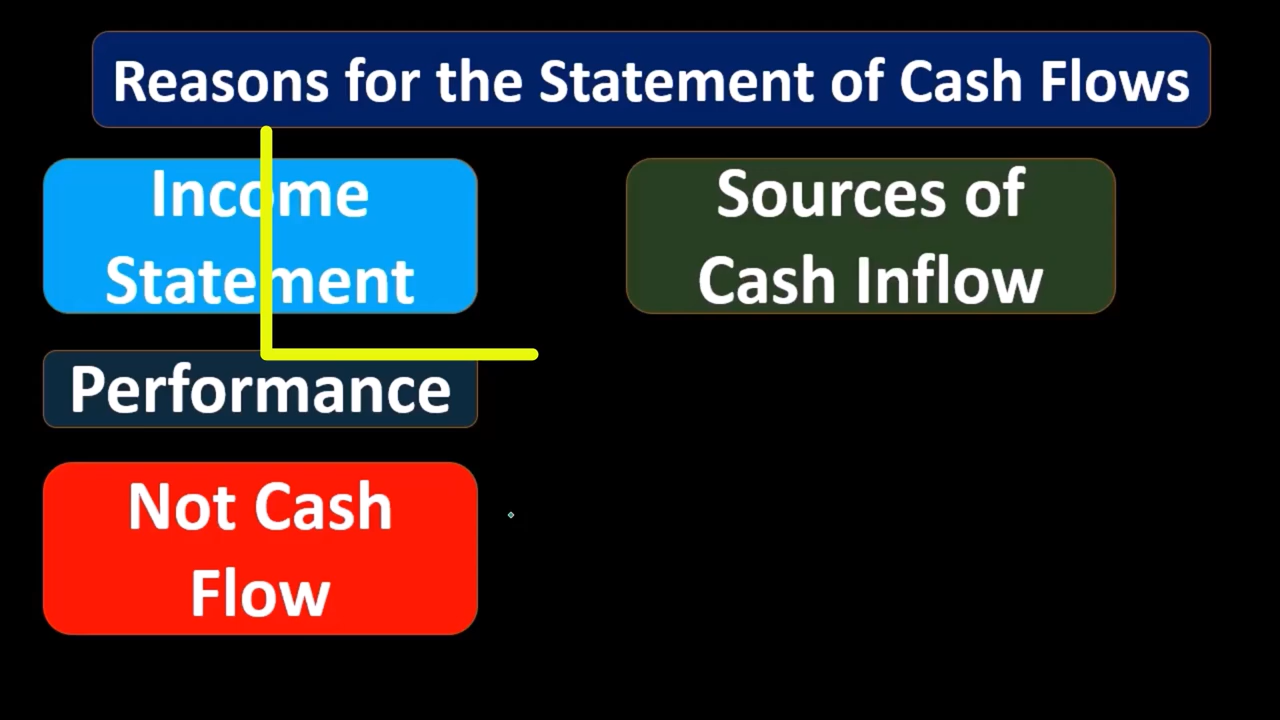 Reasons for the Statement of Cash Flows
Income
Statement
Performance
Not Cash
Flow
Sources of
Cash Inflow